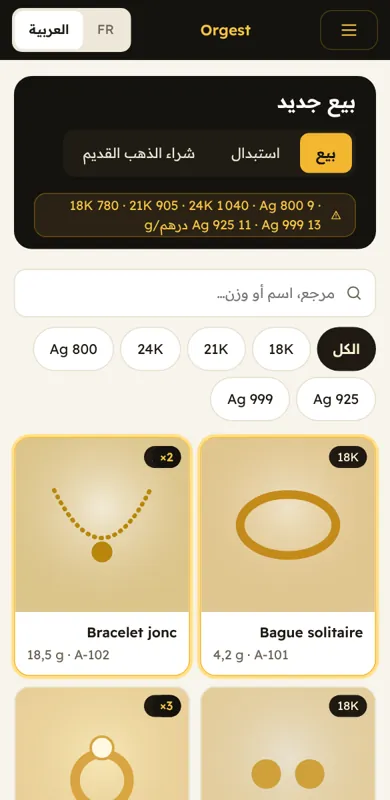 العربية
FR
Orgest
بيع جديد
بيع
استبدال
شراء الذهب القديم
18K 780 · 21K 905 · 24K 1 040 · Ag 800 9 ·
Ag 925 11 · Ag 999 13 درهم/g
مرجع، اسم أو وزن...
الكل
18K
21K
24K
Ag 800
Ag 925
Ag 999
18K
Bague solitaire
4,2 g · A-101
×2
Bracelet jonc
18,5 g · A-102
18K
×3